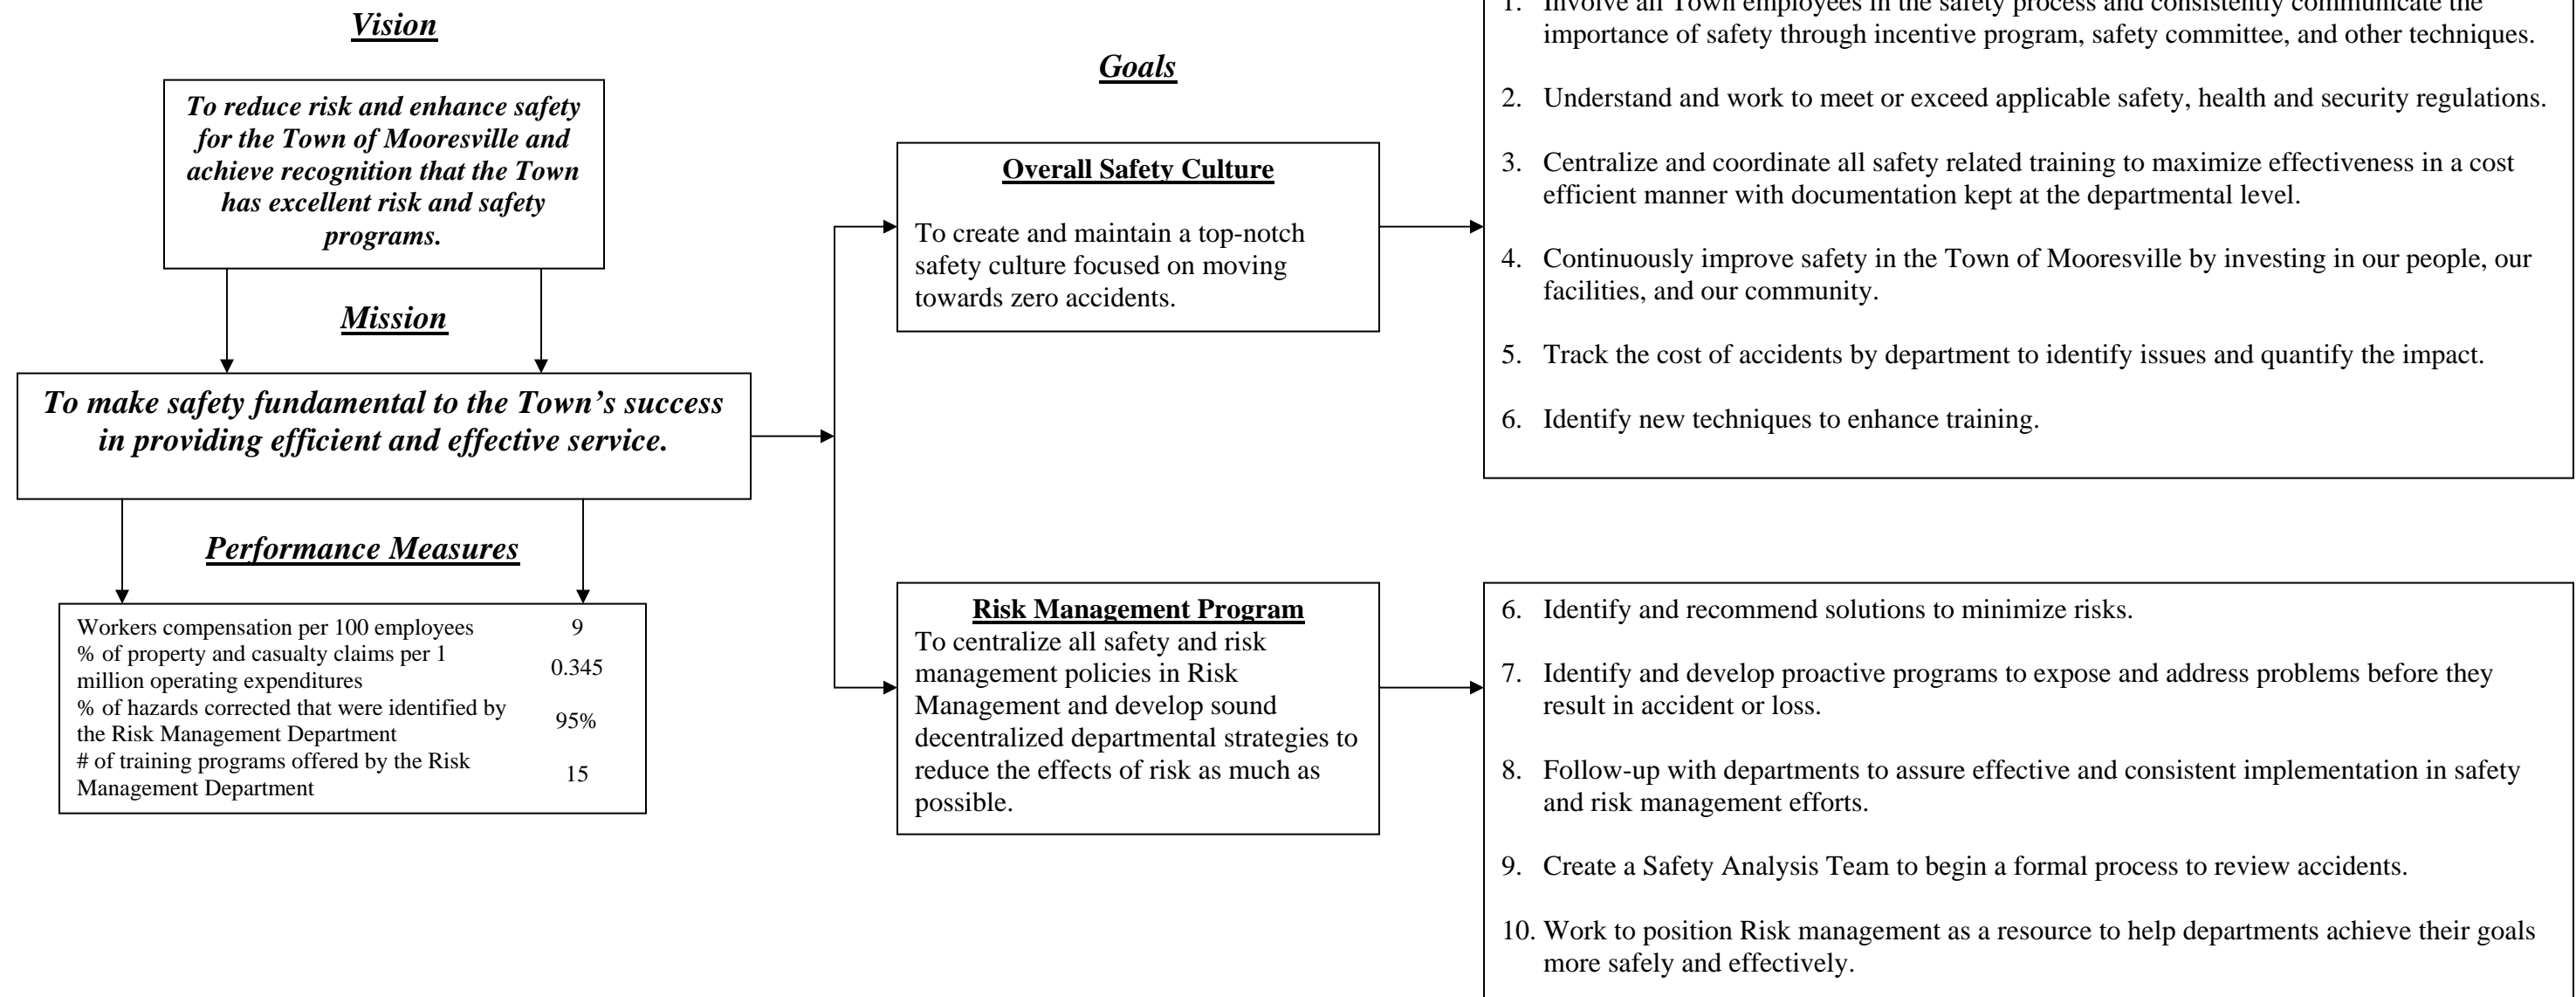 Vision
To reduce risk and enhance safety
for the Town of Mooresville and
achieve recognition that the Town
has excellent risk and safety
programs.
Mission
To make safety fundamental to the Town’s success
in providing efficient and effective service.
Performance Measures
Workers compensation per 100 employees 9
% of property and casualty claims per 1
million operating expenditures 0.345
% of hazards corrected that were identified by
the Risk Management Department 95%
# of training programs offered by the Risk
Management Department 15
Goals
Overall Safety Culture
To create and maintain a top-notch
safety culture focused on moving
towards zero accidents.
Risk Management Program
To centralize all safety and risk
management policies in Risk
Management and develop sound
decentralized departmental strategies to
reduce the effects of risk as much as
possible.
1. Involve all Town employees in the safety process and consistently communicate the
importance of safety through incentive program, safety committee, and other techniques.
2. Understand and work to meet or exceed applicable safety, health and security regulations.
3. Centralize and coordinate all safety related training to maximize effectiveness in a cost
efficient manner with documentation kept at the departmental level.
4. Continuously improve safety in the Town of Mooresville by investing in our people, our
facilities, and our community.
5. Track the cost of accidents by department to identify issues and quantify the impact.
6. Identify new techniques to enhance training.
6. Identify and recommend solutions to minimize risks.
7. Identify and develop proactive programs to expose and address problems before they
result in accident or loss.
8. Follow-up with departments to assure effective and consistent implementation in safety
and risk management efforts.
9. Create a Safety Analysis Team to begin a formal process to review accidents.
10. Work to position Risk management as a resource to help departments achieve their goals
more safely and effectively.